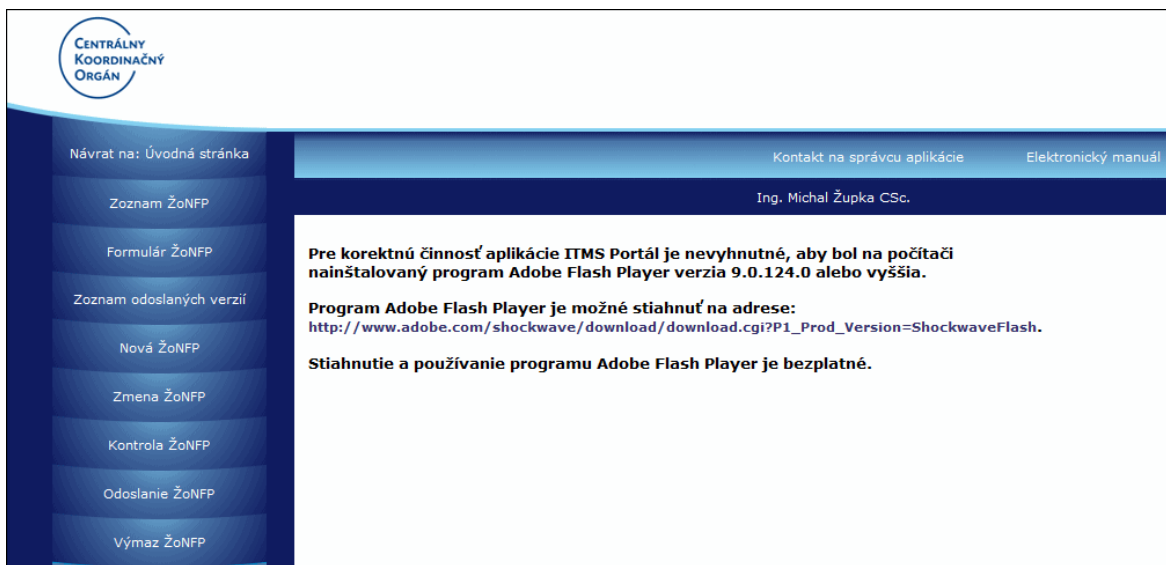 CENTRÁLNY
KOORDINAČNÝ
ORGÁN
Návrat na: Úvodná stránka
Kontakt na správcu aplikácie
Elektronický manuál
Zoznam ŽoNFP
Ing. Michal Župka CSc.
Formulár ŽoNFP
Zoznam odoslaných verzií
Nová ŽoNFP
Zmena ŽoNFP
Kontrola ŽoNFP
Odoslanie ŽoNFP
Výmaz ŽoNFP
Pre korektnú činnosť aplikácie ITMS Portál je nevyhnutné, aby bol na počítači
nainštalovaný program Adobe Flash Player verzia 9.0.124.0 alebo vyššia.
Program Adobe Flash Player je možné stiahnuť na adrese:
http://www.adobe.com/shockwave/download/download.cgi?P1_Prod_Version=ShockwaveFlash.
Stiahnutie a používanie programu Adobe Flash Player je bezplatné.